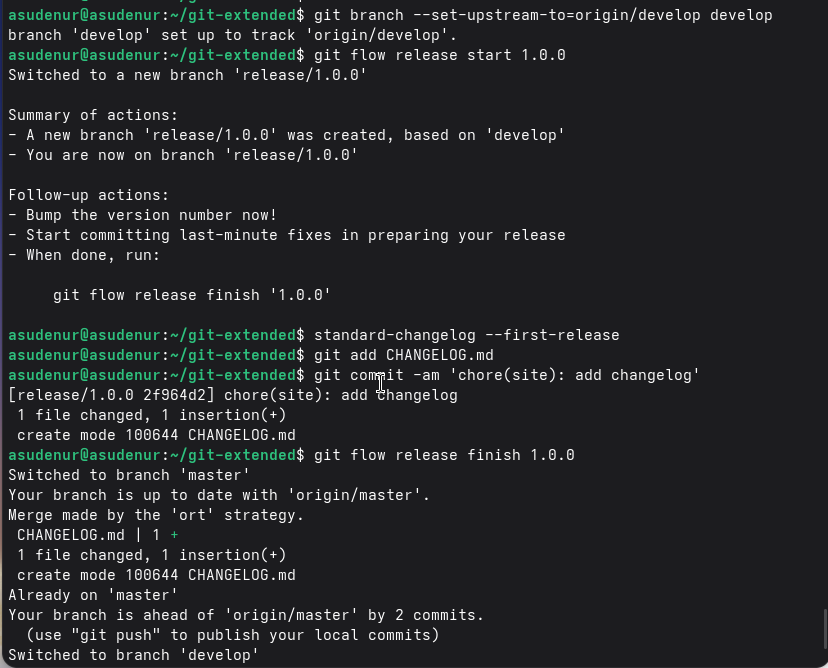 asudenur@asudenur:~/git-extended$ git branch --set-upstream-to=origin/develop develop
branch 'develop' set up to track 'origin/develop'.
asudenur@asudenur:~/git-extended$ git flow release start 1.0.0
Switched to a new branch 'release/1.0.0'

Summary of actions:
- A new branch 'release/1.0.0' was created, based on 'develop'
- You are now on branch 'release/1.0.0'

Follow-up actions:
- Bump the version number now!
- Start committing last-minute fixes in preparing your release
- When done, run:

     git flow release finish '1.0.0'

asudenur@asudenur:~/git-extended$ standard-changelog --first-release
asudenur@asudenur:~/git-extended$ git add CHANGELOG.md
asudenur@asudenur:~/git-extended$ git commit -am 'chore(site): add changelog'
[release/1.0.0 2f964d2] chore(site): add changelog
 1 file changed, 1 insertion(+)
 create mode 100644 CHANGELOG.md
asudenur@asudenur:~/git-extended$ git flow release finish 1.0.0
Switched to branch 'master'
Your branch is up to date with 'origin/master'.
Merge made by the 'ort' strategy.
 CHANGELOG.md | 1 +
 1 file changed, 1 insertion(+)
 create mode 100644 CHANGELOG.md
Already on 'master'
Your branch is ahead of 'origin/master' by 2 commits.
  (use "git push" to publish your local commits)
Switched to branch 'develop'